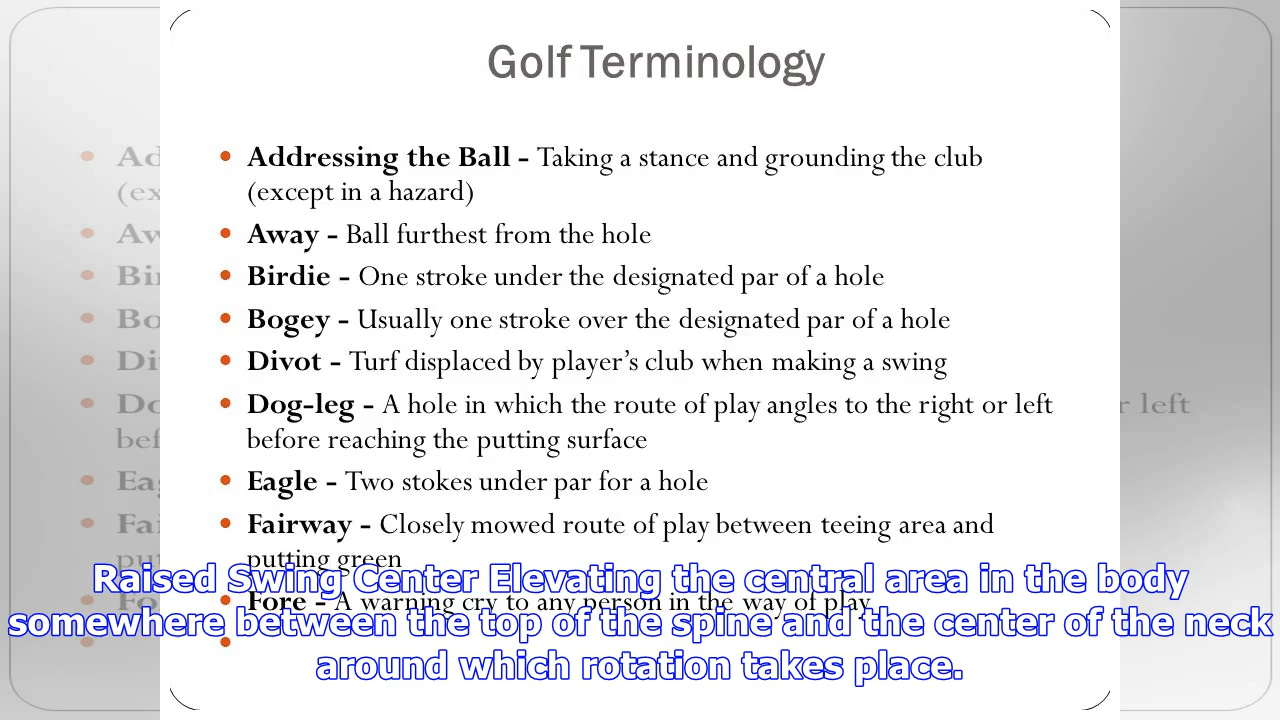 Golf Terminology
Addressing the Ball - Taking a stance and grounding the club
(except in a hazard)
Away - Ball furthest from the hole
Birdie - One stroke under the designated par of a hole
Bogey - Usually one stroke over the designated par of a hole
Divot - Turf displaced by player’s club when making a swing
Dog-leg - A hole in which the route of play angles to the right or left
before reaching the putting surface
Eagle - Two stokes under par for a hole
Fairway - Closely mowed route of play between teeing area and
putting green
Fore - A warning cry to any person in the way of play
Raised Swing Center Elevating the central area in the body
somewhere between the top of the spine and the center of the neck
around which rotation takes place.